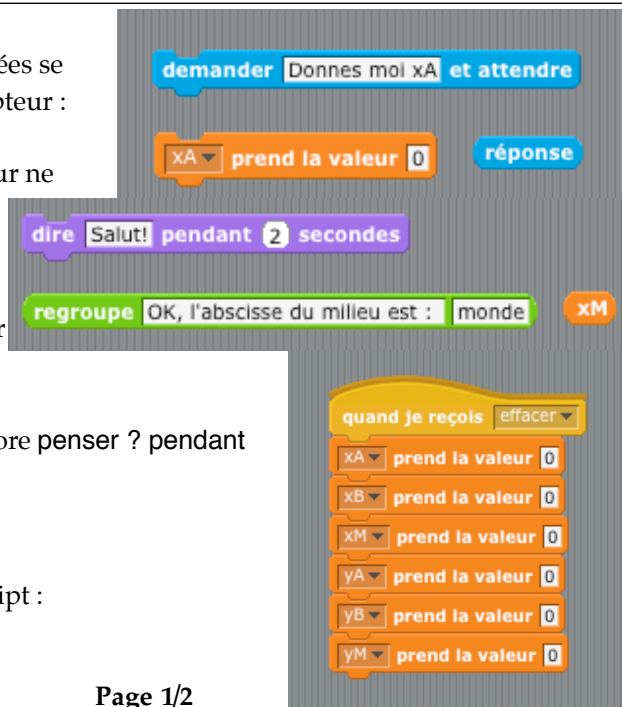 ées se
demander Donnes moi xA et attendre
pteur :
xA prend la valeur 0 réponse
ur ne
dire Salut! pendant 2 secondes
regroupe OK, l'abscisse du milieu est : monde xM
r
quand je reçois effacer
ore penser ? pendant
xA prend la valeur 0
xB prend la valeur 0
xM prend la valeur 0
yA prend la valeur 0
ipt :
yB prend la valeur 0
yM prend la valeur 0
Page 1/2